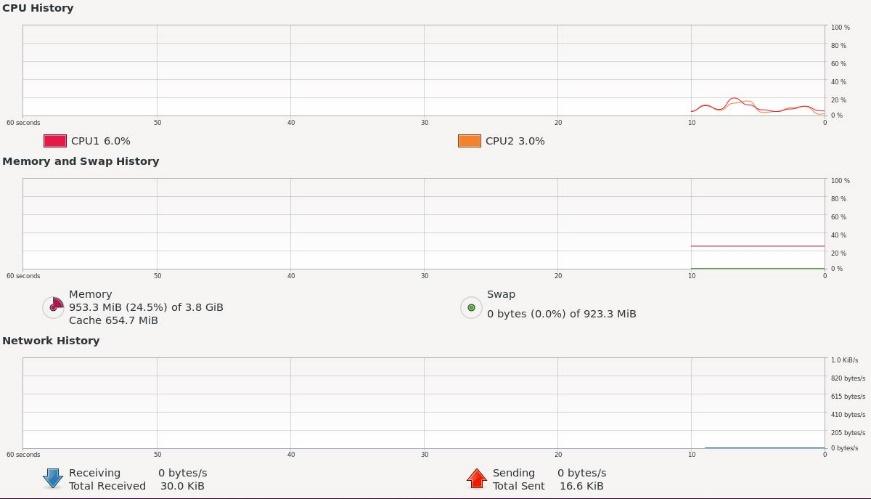 CPU History
100 %
80 %
60 %
40 %
20 %
0 %
60 seconds 50 40 30 20 10 0
CPU1 6.0% CPU2 3.0%
Memory and Swap History
100 %
80 %
60 %
40 %
20 %
0 %
60 seconds 50 40 30 20 10 0
Memory
953.3 MiB (24.5%) of 3.8 GiB
Cache 654.7 MiB
Swap
0 bytes (0.0%) of 923.3 MiB
Network History
1.0 KiB/s
820 bytes/s
615 bytes/s
410 bytes/s
205 bytes/s
0 bytes/s
60 seconds 50 40 30 20 10 0
Receiving 0 bytes/s
Total Received 30.0 KiB
Sending 0 bytes/s
Total Sent 16.6 KiB